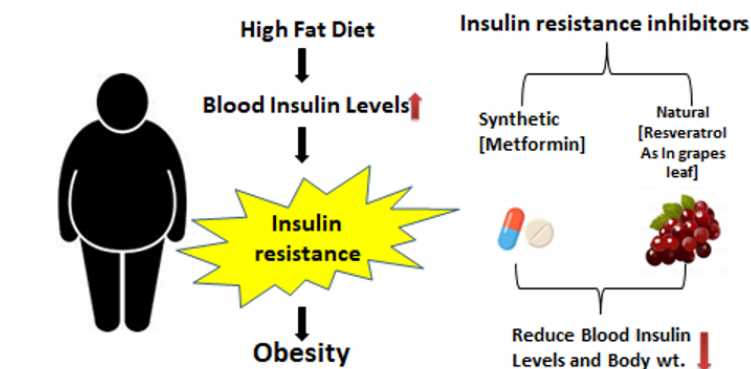 High Fat Diet
Blood Insulin Levels
Insulin
resistance
Obesity
Insulin resistance inhibitors
Synthetic
[Metformin]
Natural
[Resveratrol
As In grapes
leaf]
Reduce Blood Insulin
Levels and Body wt.